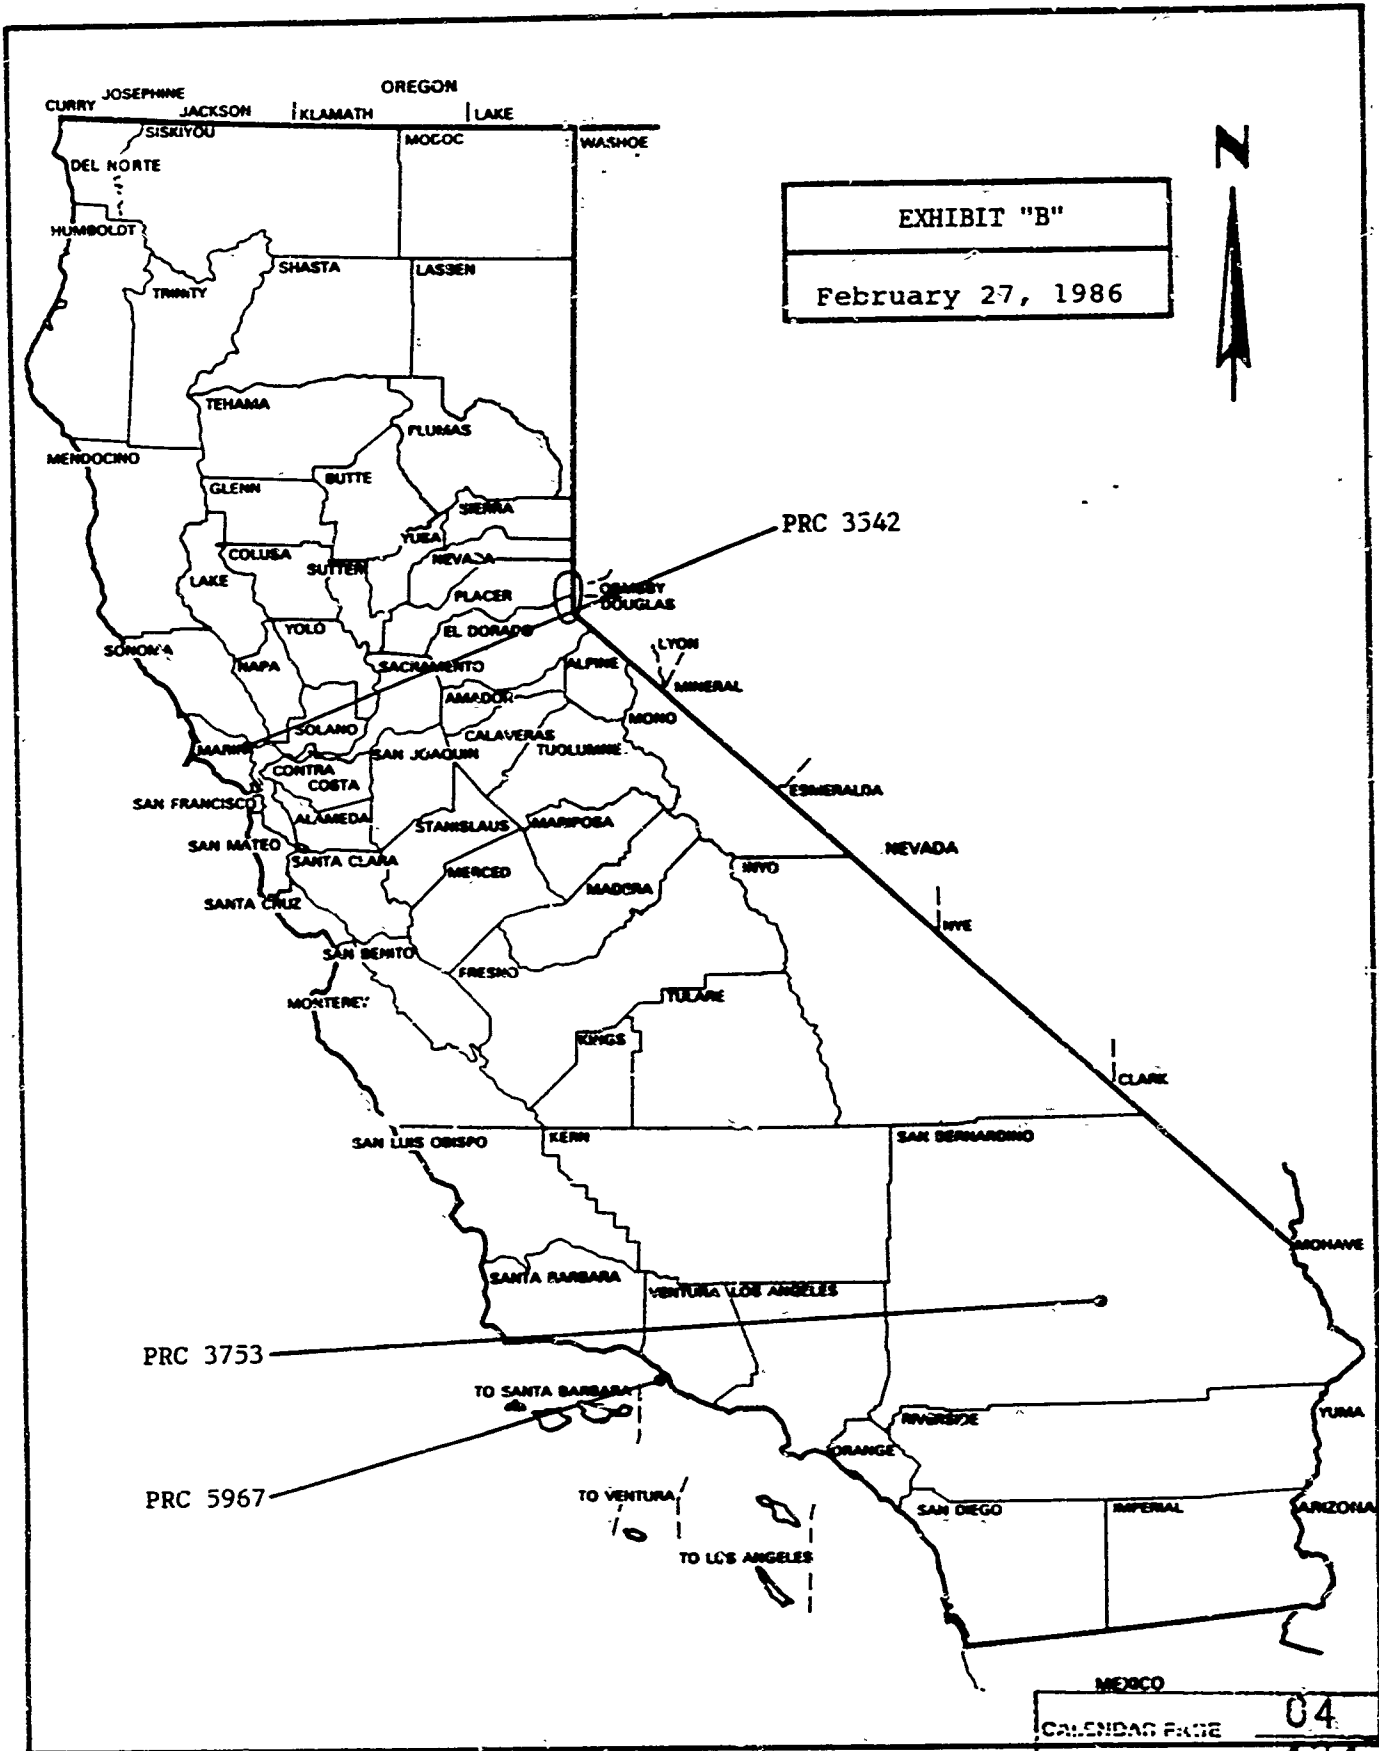 OREGON
CURRY
JOSEPHINE
JACKSON
KLAMATH
LAKE
SISKIYOU
MODOC
WASHOE
DEL NORTE
N
EXHIBIT "B"
February 27, 1986
HUMBOLDT
SHASTA
LASSEN
TRINITY
TEHAMA
PLUMAS
MENDOCINO
BUTTE
GLENN
SIERRA
PRC 3542
YUBA
COLUSA
NEVADA
SUTTER
LAKE
PLACER
ORMSBY
DOUGLAS
YOLO
EL DORADO
SONOMA
NAPA
SACRAMENTO
ALPINE
LYON
MINERAL
AMADOR
MONO
SOLANO
CALAVERAS
MARIN
SAN JOAQUIN
TUOLUMNE
CONTRA
COSTA
ESMERALDA
SAN FRANCISCO
ALAMEDA
STANISLAUS
MARIPOSA
SAN MATEO
SANTA CLARA
NEVADA
MERCED
INYO
MADERA
SANTA CRUZ
NYE
SAN BENITO
FRESNO
MONTEREY
TULARE
KINGS
CLARK
SAN LUIS OBISPO
KERN
SAN BERNARDINO
MOHAVE
SANTA BARBARA
VENTURA
LOS ANGELES
PRC 3753
TO SANTA BARBARA
YUMA
RIVERSIDE
ORANGE
PRC 5967
TO VENTURA
SAN DIEGO
IMPERIAL
ARIZONA
TO LOS ANGELES
MEXICO
CALENDAR PAGE
04